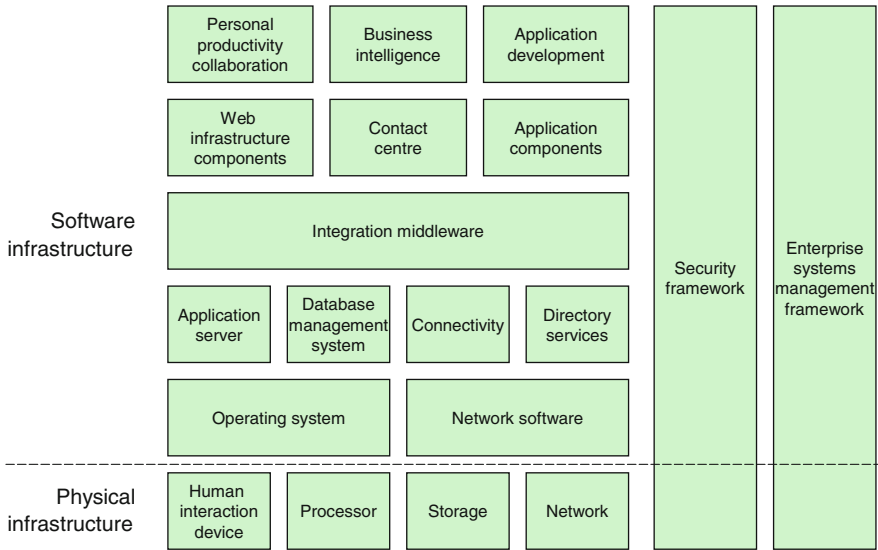 Personal
productivity
collaboration
Business
intelligence
Application
development
Web
infrastructure
components
Contact
centre
Application
components
Software
infrastructure
Integration middleware
Security
framework
Enterprise
systems
management
framework
Application
server
Database
management
system
Connectivity
Directory
services
Operating system
Network software
Physical
infrastructure
Human
interaction
device
Processor
Storage
Network